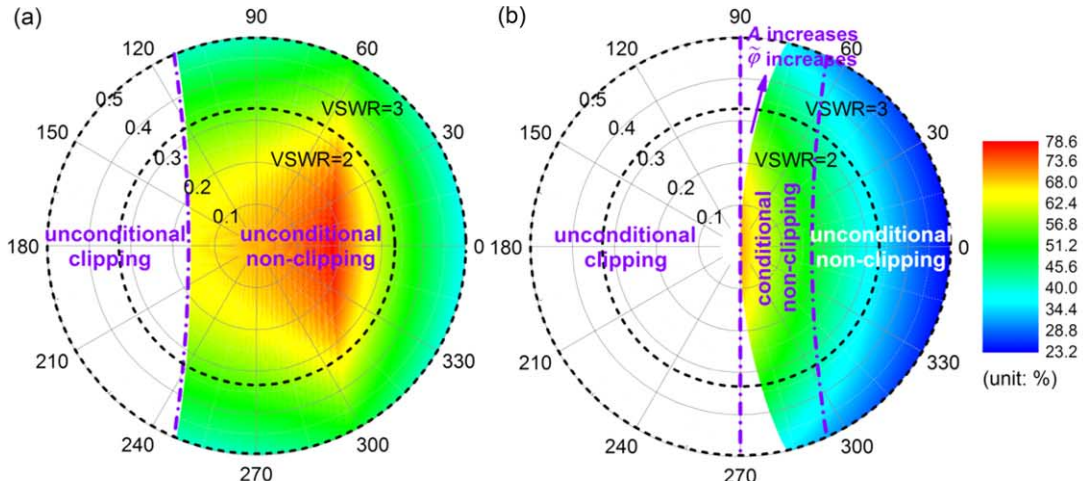 (a)
90
120
60
0.5
0.4
VSWR=3
150
30
0.3
VSWR=2
0.2
0.1
180
unconditional
clipping
unconditional
non-clipping
0
210
330
240
300
270
(b)
90
A increases
φ̃ increases
120
60
0.5
0.4
VSWR=3
150
30
0.3
VSWR=2
0.2
0.1
180
unconditional
clipping
conditional
non-clipping
unconditional
non-clipping
0
210
330
240
300
270
78.6
68.0
62.4
51.2
45.6
40.0
34.4
28.8
23.2
(unit: %)